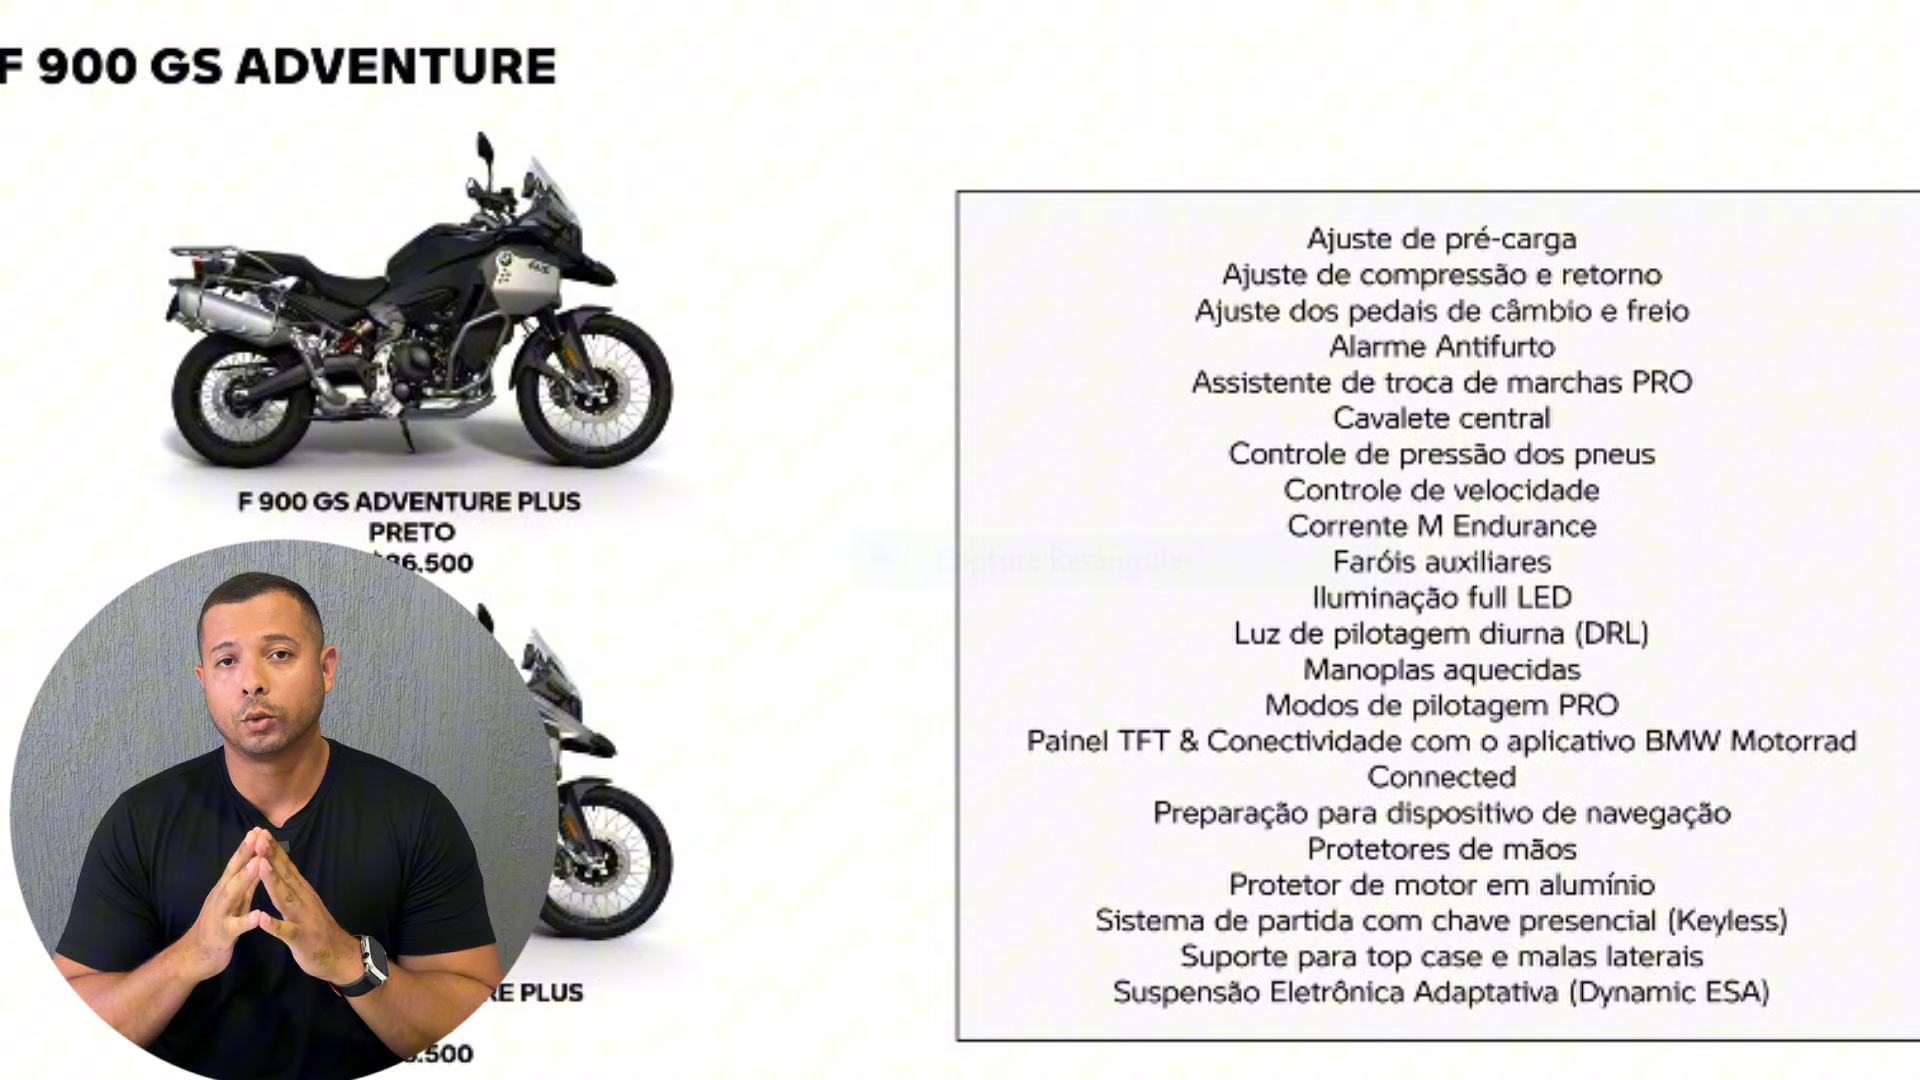 F 900 GS ADVENTURE
F 900 GS ADVENTURE PLUS
PRETO
86.500
RE PLUS
.500
Ajuste de pré-carga
Ajuste de compressão e retorno
Ajuste dos pedais de câmbio e freio
Alarme Antifurto
Assistente de troca de marchas PRO
Cavalete central
Controle de pressão dos pneus
Controle de velocidade
Corrente M Endurance
Faróis auxiliares
Iluminação full LED
Luz de pilotagem diurna (DRL)
Manoplas aquecidas
Modos de pilotagem PRO
Painel TFT & Conectividade com o aplicativo BMW Motorrad
Connected
Preparação para dispositivo de navegação
Protetores de mãos
Protetor de motor em alumínio
Sistema de partida com chave presencial (Keyless)
Suporte para top case e malas laterais
Suspensão Eletrônica Adaptativa (Dynamic ESA)